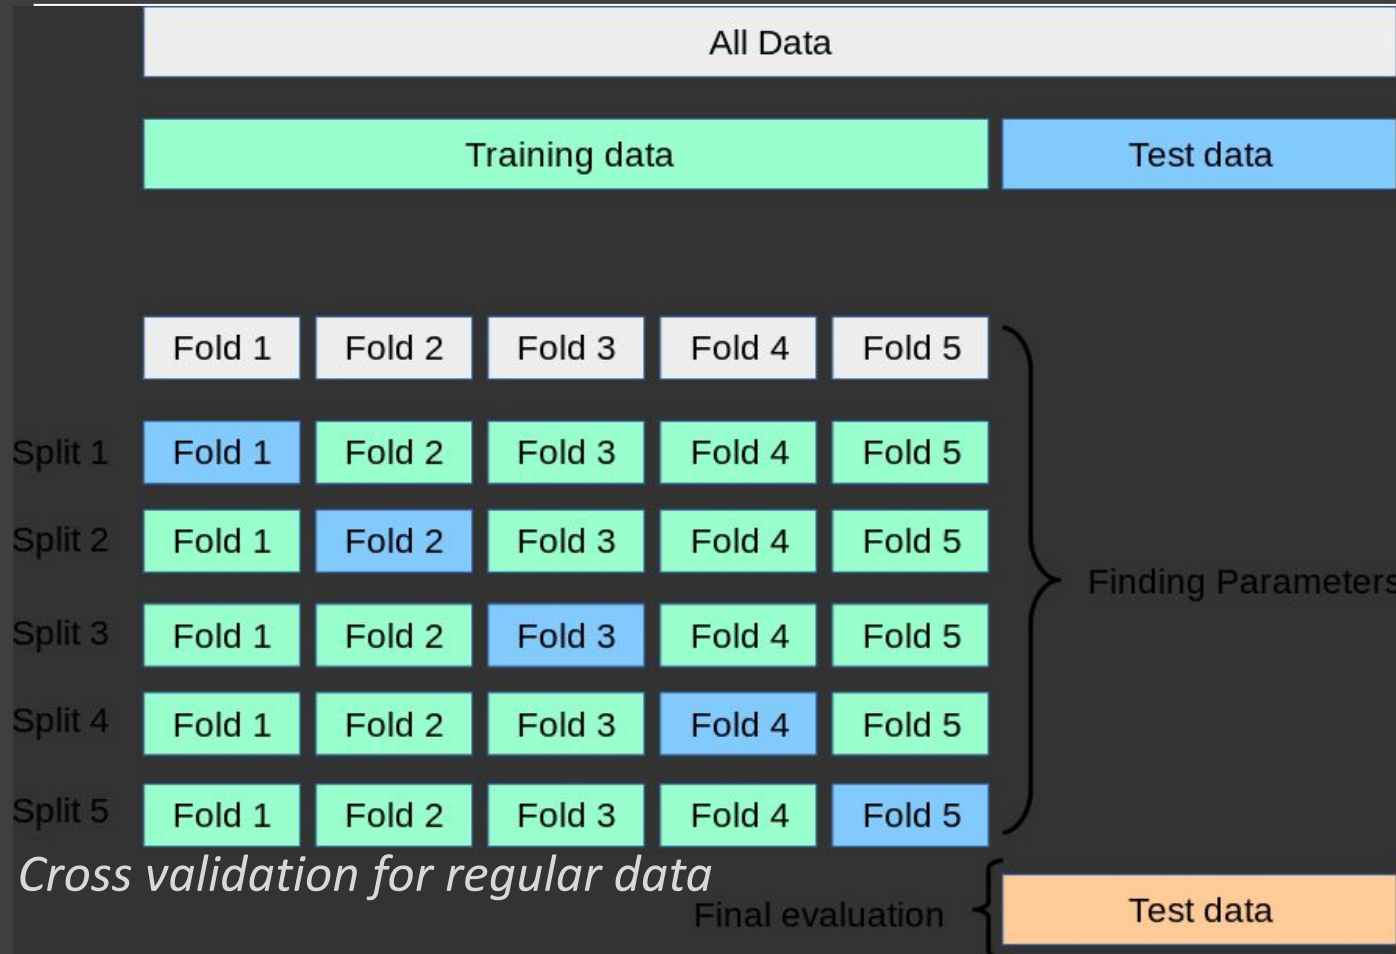 All Data
Training data Test data
Fold 1 Fold 2 Fold 3 Fold 4 Fold 5
Split 1 Fold 1 Fold 2 Fold 3 Fold 4 Fold 5
Split 2 Fold 1 Fold 2 Fold 3 Fold 4 Fold 5
Finding Parameters
Split 3 Fold 1 Fold 2 Fold 3 Fold 4 Fold 5
Split 4 Fold 1 Fold 2 Fold 3 Fold 4 Fold 5
Split 5 Fold 1 Fold 2 Fold 3 Fold 4 Fold 5
Cross validation for regular data
Final evaluation Test data